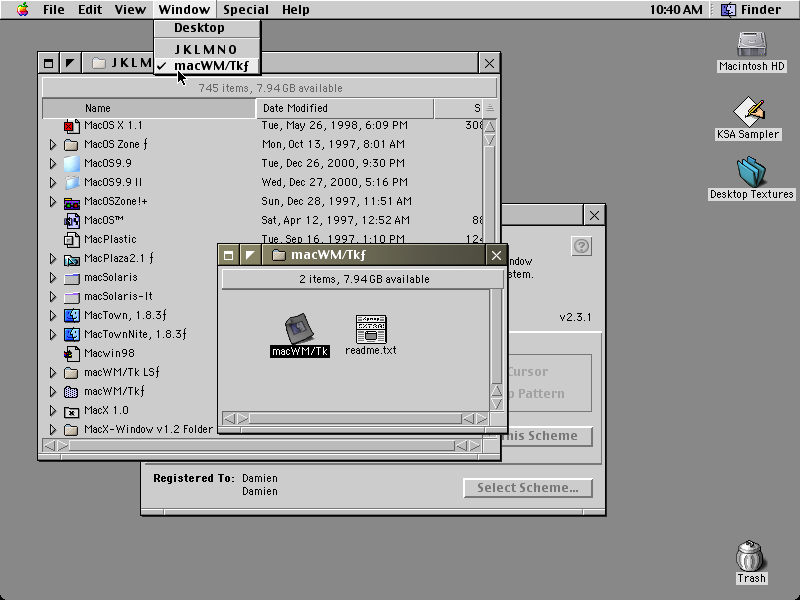 File Edit View Window Special Help 10:40 AM Finder
Desktop
J K L M N O
✓ macWM/Tkƒ
J K L M
745 items, 7.94 GB available
Name Date Modified S
MacOS X 1.1 Tue, May 26, 1998, 6:09 PM 308
MacOS Zone ƒ Mon, Oct 13, 1997, 8:01 AM
MacOS9.9 Tue, Dec 26, 2000, 9:30 PM
MacOS9.9 II Wed, Dec 27, 2000, 5:16 PM
MacOSZone!+ Sun, Dec 28, 1997, 11:51 AM
MacOS™ Sat, Apr 12, 1997, 12:52 AM 88
MacPlastic Tue, Sep 16, 1997, 1:10 PM 124
MacPlaza2.1 ƒ
macSolaris
macSolaris-lt
MacTown, 1.8.3ƒ
MacTownNite, 1.8.3ƒ
Macwin98
macWM/Tk LSƒ
macWM/Tkƒ
MacX 1.0
MacX-Window v1.2 Folder
macWM/Tkƒ
2 items, 7.94 GB available
macWM/Tk
readme.txt
ndow
stem.
v2.3.1
Cursor
p Pattern
his Scheme
Registered To: Damien
Damien
Select Scheme...
Macintosh HD
KSA Sampler
Desktop Textures
Trash